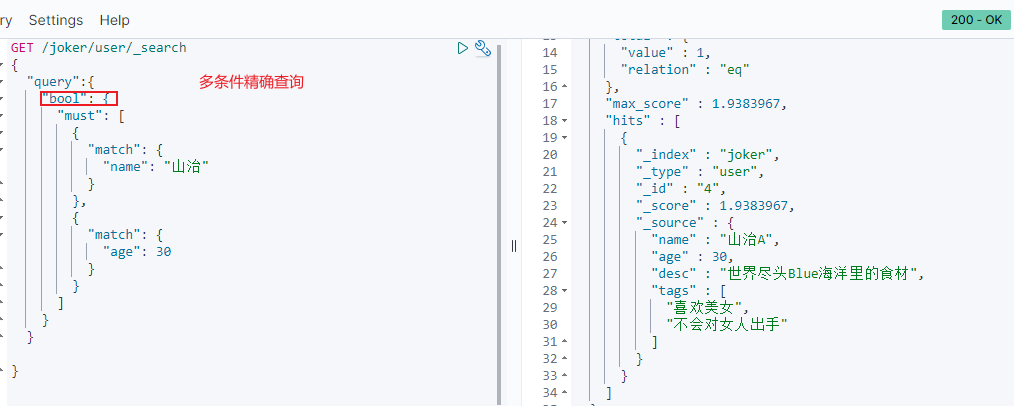 ry Settings Help
200 - OK
GET /joker/user/_search
{
"query":{
多条件精确查询
"bool": {
"must": [
{
"match": {
"name": "山治"
}
},
{
"match": {
"age": 30
}
}
]
}
}
}
14 "value" : 1,
15 "relation" : "eq"
16 },
17 "max_score" : 1.9383967,
18 "hits" : [
19 {
20 "_index" : "joker",
21 "_type" : "user",
22 "_id" : "4",
23 "_score" : 1.9383967,
24 "_source" : {
25 "name" : "山治A",
26 "age" : 30,
27 "desc" : "世界尽头Blue海洋里的食材",
28 "tags" : [
29 "喜欢美女",
30 "不会对女人出手"
31 ]
32 }
33 }
34 ]